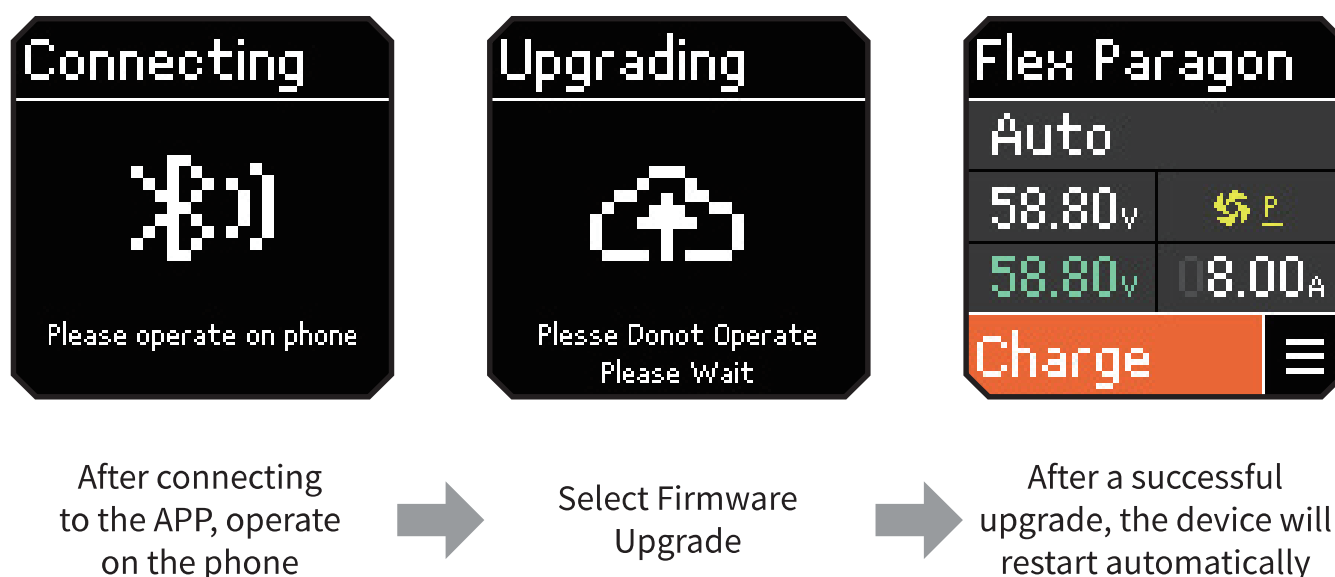 Connecting
Please operate on phone
Upgrading
Plesse Donot Operate
Please Wait
Flex Paragon
Auto
58.80V
P
58.80V
08.00A
Charge
After connecting
to the APP, operate
on the phone
Select Firmware
Upgrade
After a successful
upgrade, the device will
restart automatically